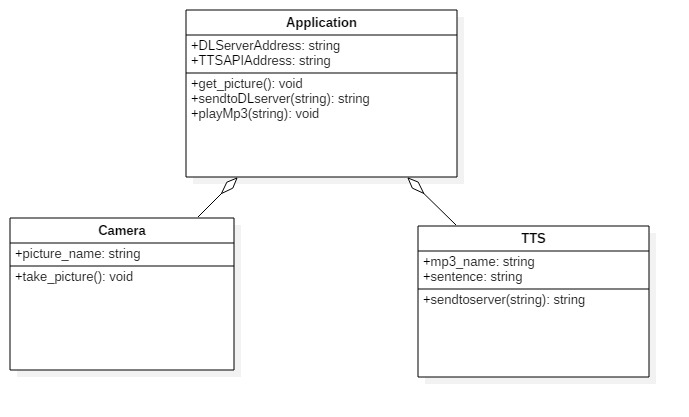 Application
+DLServerAddress: string
+TTSAPIAddress: string
+get_picture(): void
+sendtoDLserver(string): string
+playMp3(string): void
Camera
+picture_name: string
+take_picture(): void
TTS
+mp3_name: string
+sentence: string
+sendtoserver(string): string